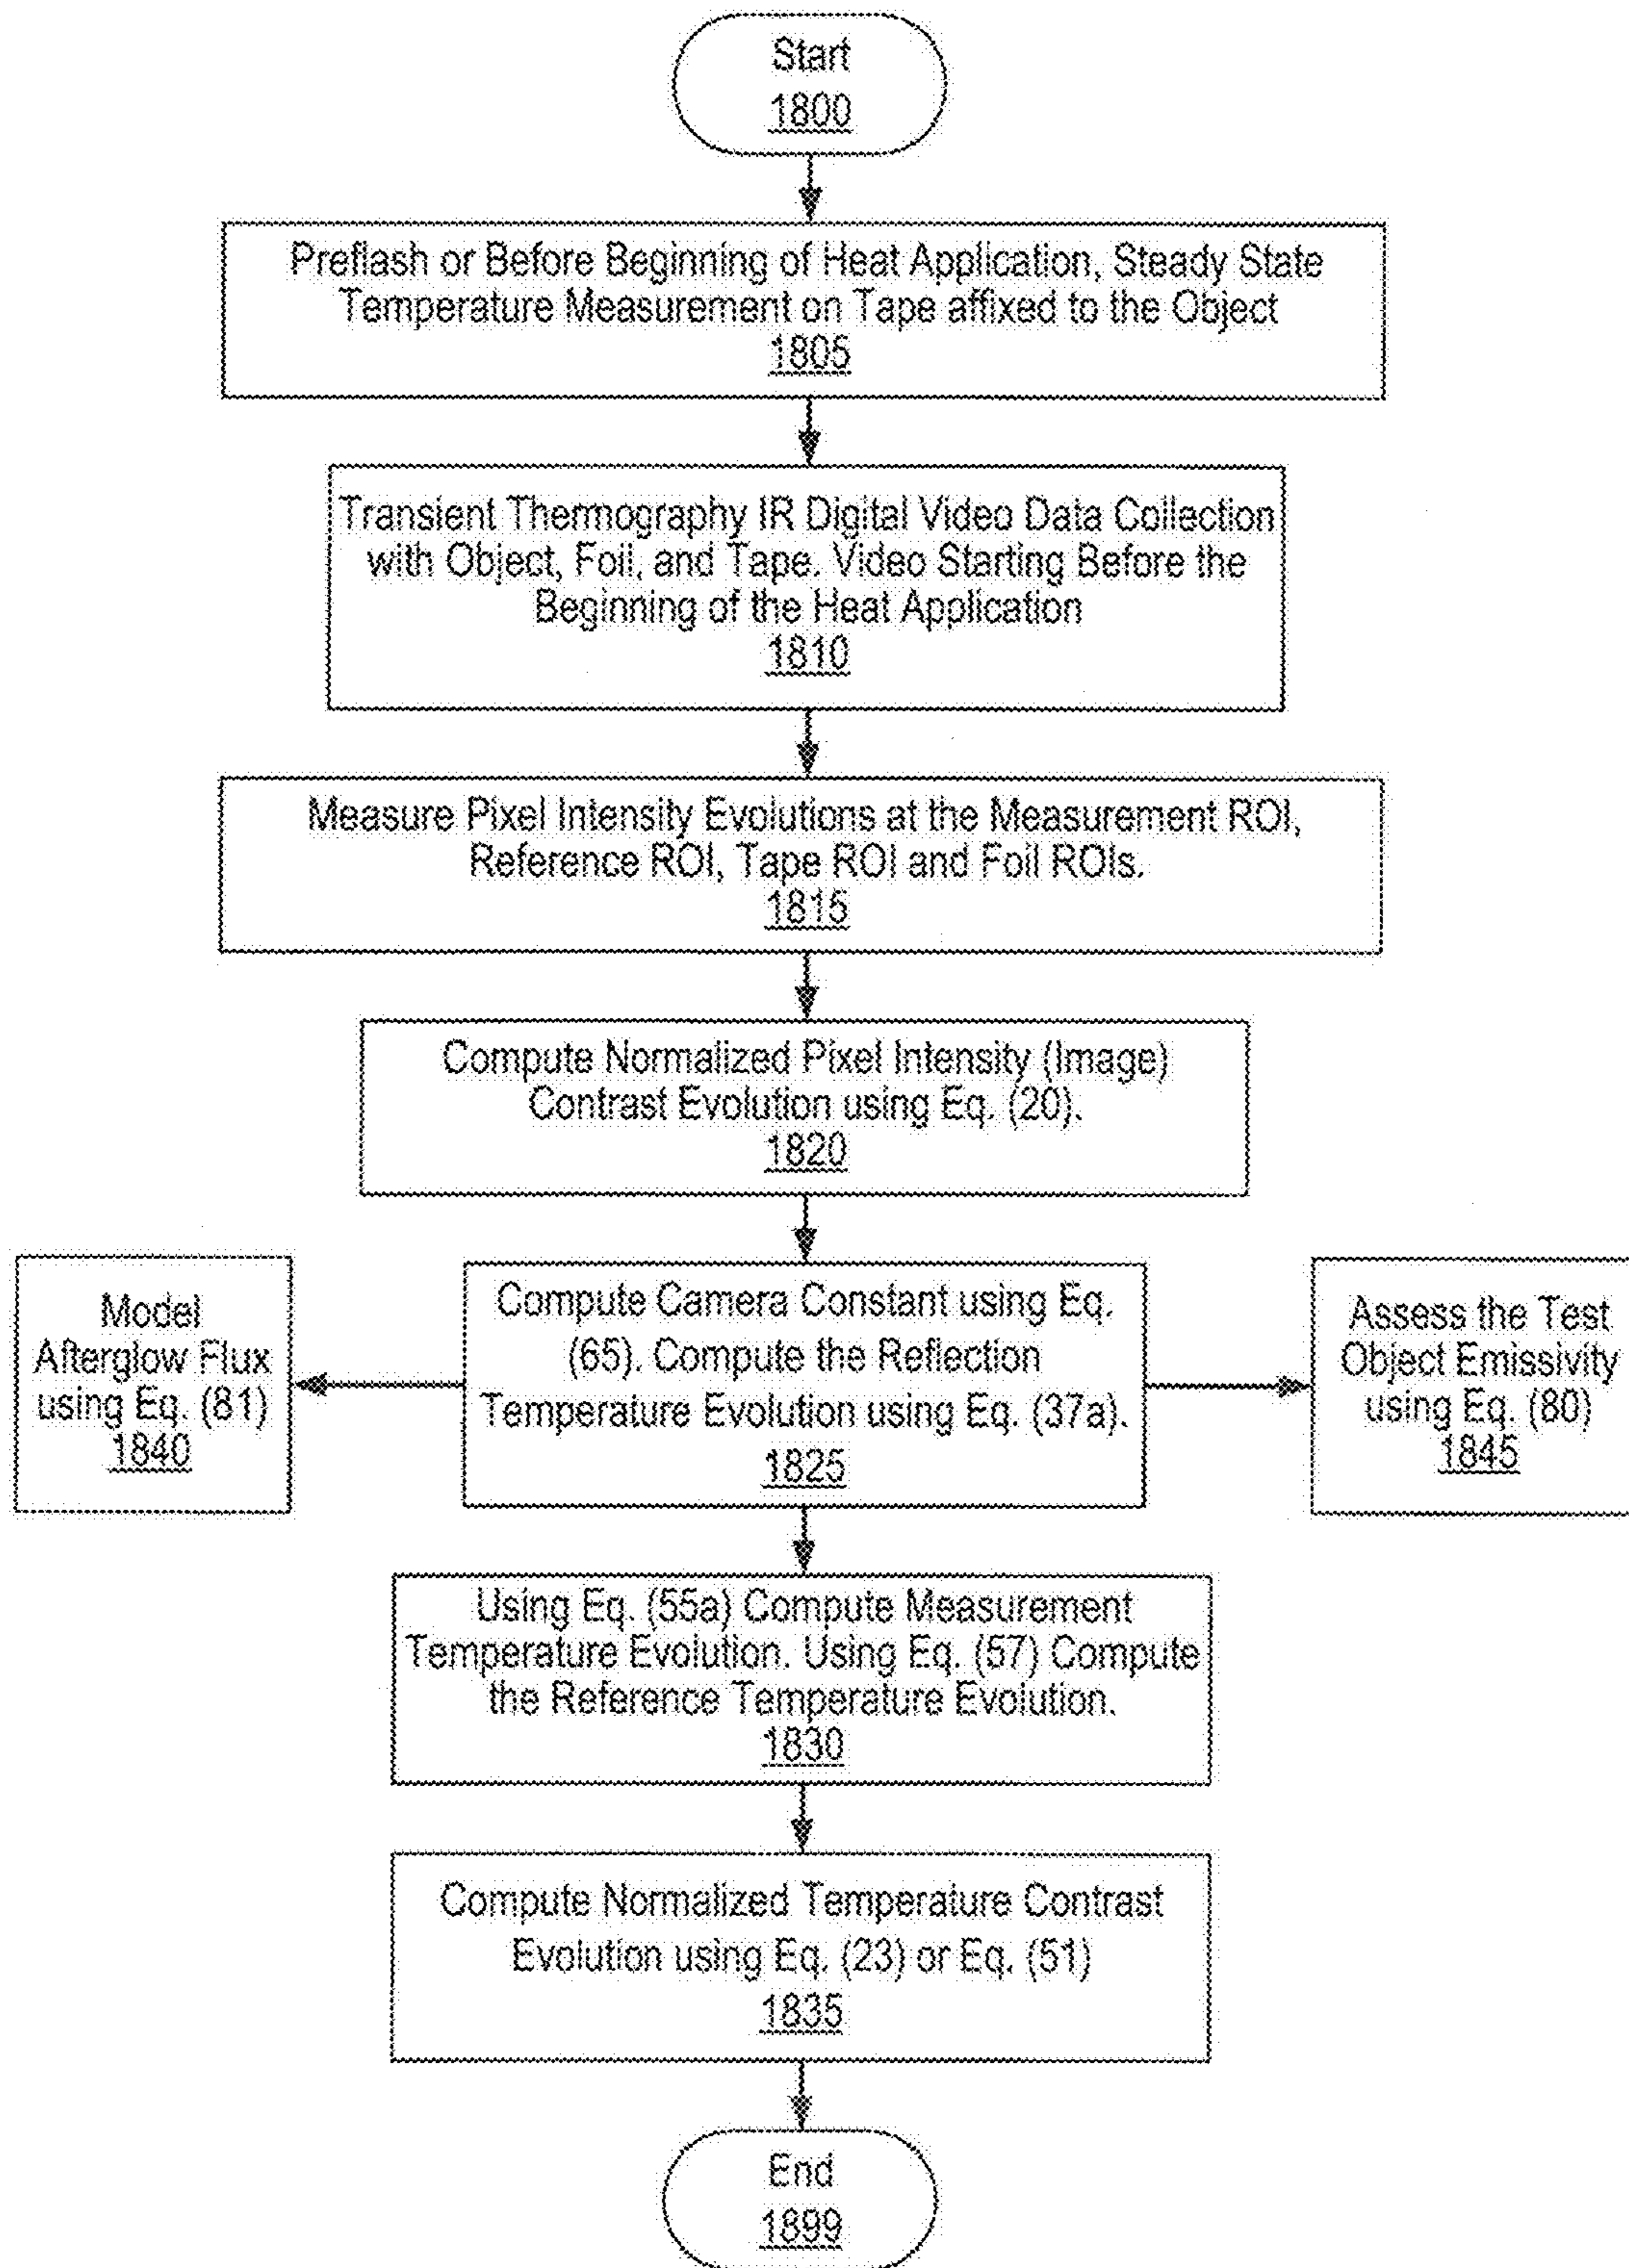 Start
1800
Preflash or Before Beginning of Heat Application, Steady State
Temperature Measurement on Tape affixed to the Object
1805
Transient Thermography IR Digital Video Data Collection
with Object, Foil, and Tape. Video Starting Before the
Beginning of the Heat Application
1810
Measure Pixel Intensity Evolutions at the Measurement ROI,
Reference ROI, Tape ROI and Foil ROIs.
1815
Compute Normalized Pixel Intensity (Image)
Contrast Evolution using Eq. (20).
1820
Model
Afterglow Flux
using Eq. (81)
1840
Compute Camera Constant using Eq.
(65). Compute the Reflection
Temperature Evolution using Eq. (37a).
1825
Assess the Test
Object Emissivity
using Eq. (80)
1845
Using Eq. (55a) Compute Measurement
Temperature Evolution. Using Eq. (57) Compute
the Reference Temperature Evolution.
1830
Compute Normalized Temperature Contrast
Evolution using Eq. (23) or Eq. (51)
1835
End
1899